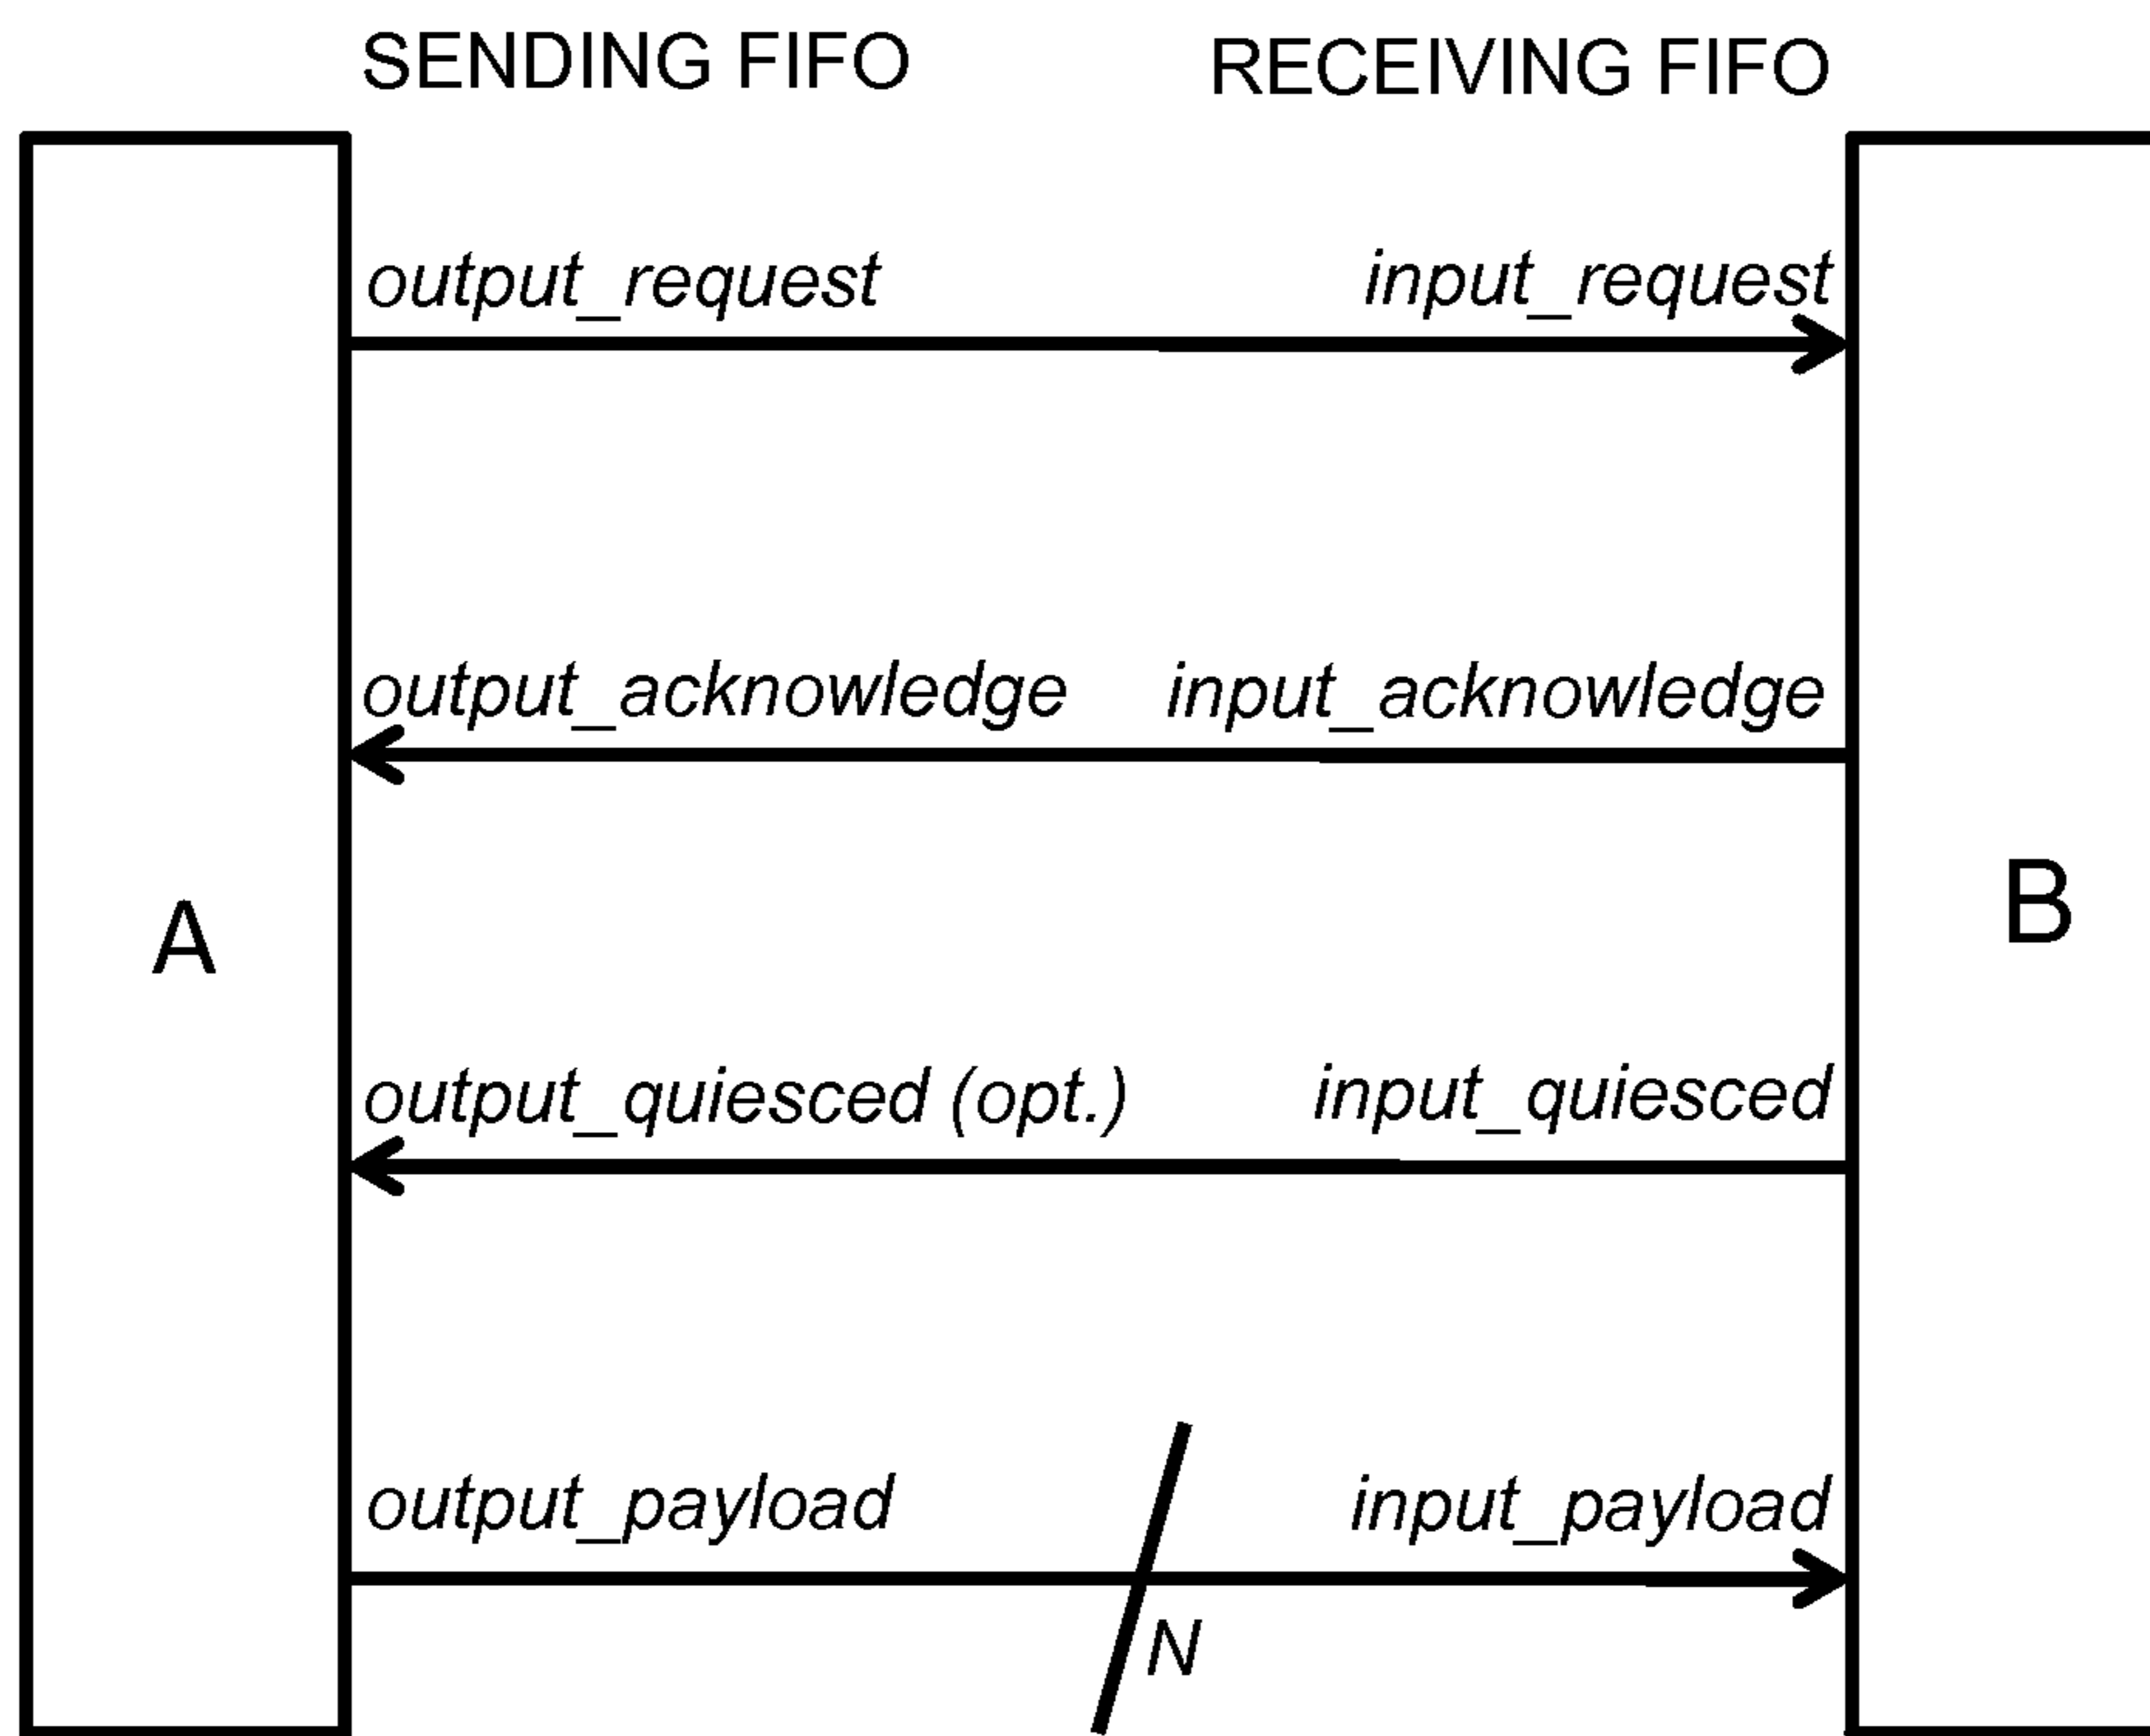 SENDING FIFO RECEIVING FIFO
output_request input_request
output_acknowledge input_acknowledge
A B
output_quiesced (opt.) input_quiesced
output_payload input_payload
N